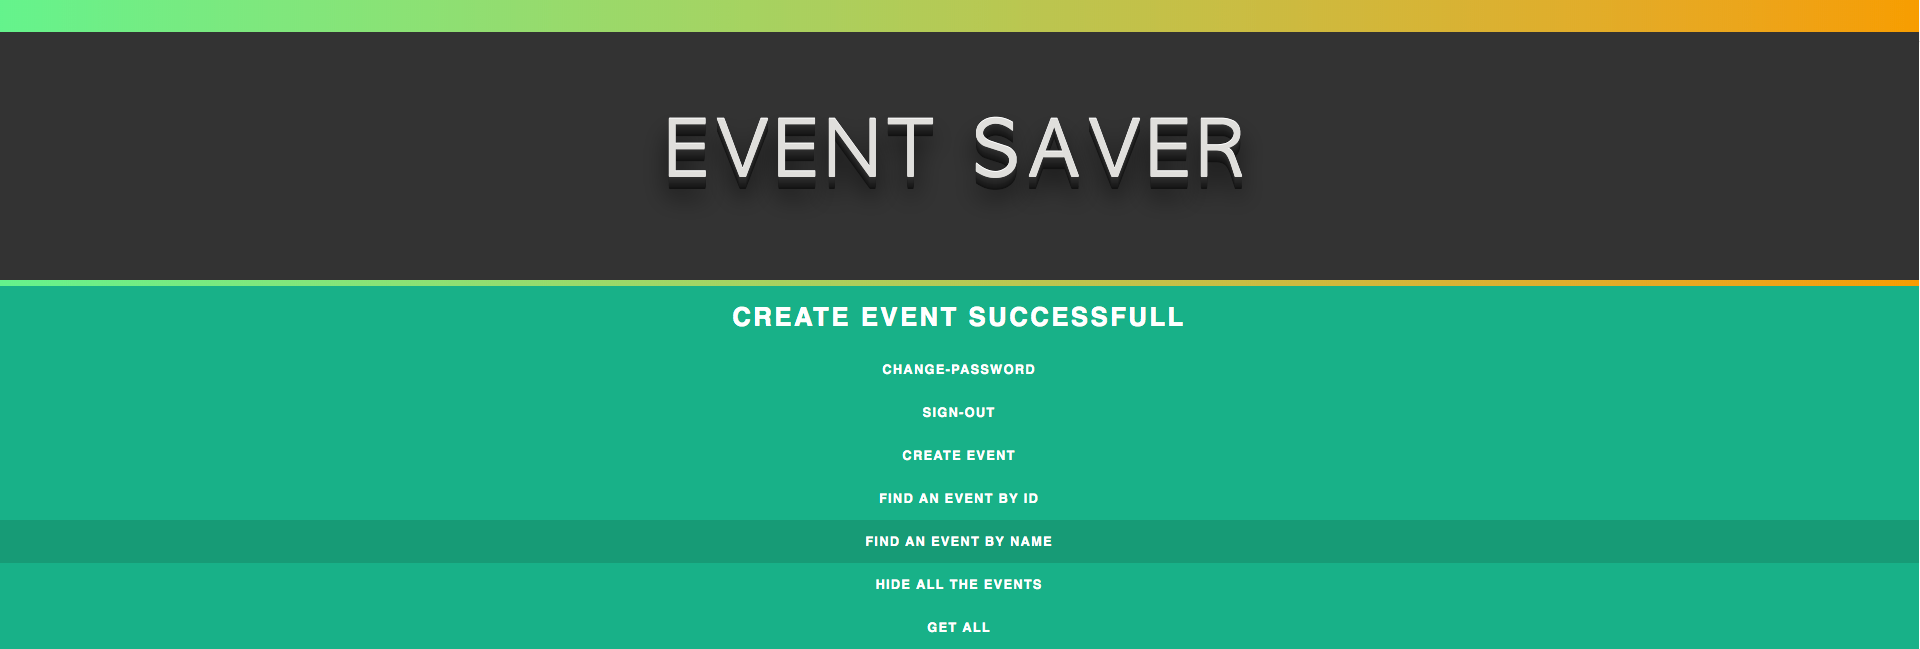 EVENT SAVER
CREATE EVENT SUCCESSFULL
CHANGE-PASSWORD
SIGN-OUT
CREATE EVENT
FIND AN EVENT BY ID
FIND AN EVENT BY NAME
HIDE ALL THE EVENTS
GET ALL